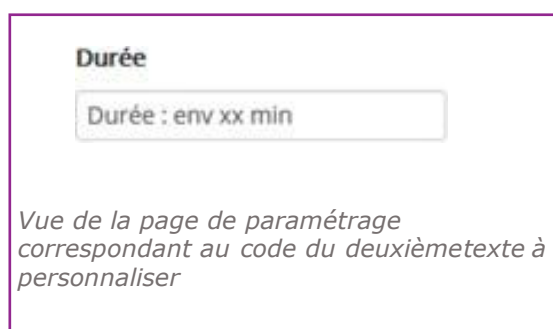 Durée
Durée : env xx min
Vue de la page de paramétrage
correspondant au code du deuxièmetexte à
personnaliser